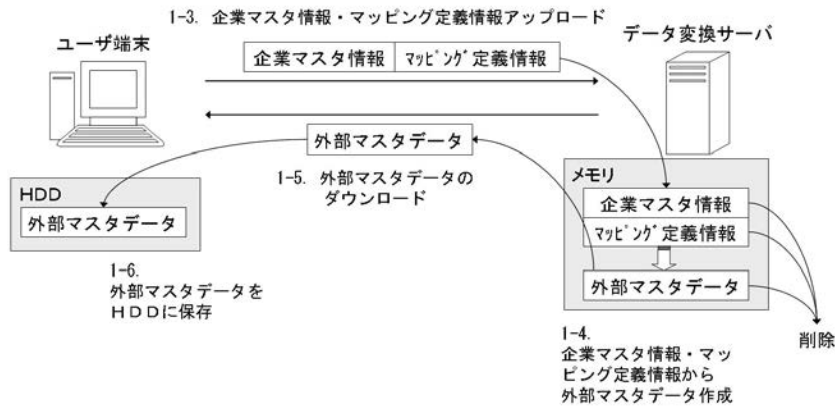 1-3. 企業マスタ情報・マッピング定義情報アップロード
ユーザ端末
データ変換サーバ
企業マスタ情報
マッピング定義情報
外部マスタデータ
1-5. 外部マスタデータの
ダウンロード
HDD
外部マスタデータ
1-6.
外部マスタデータを
HDDに保存
メモリ
企業マスタ情報
マッピング定義情報
外部マスタデータ
削除
1-4.
企業マスタ情報・マッ
ピング定義情報から
外部マスタデータ作成